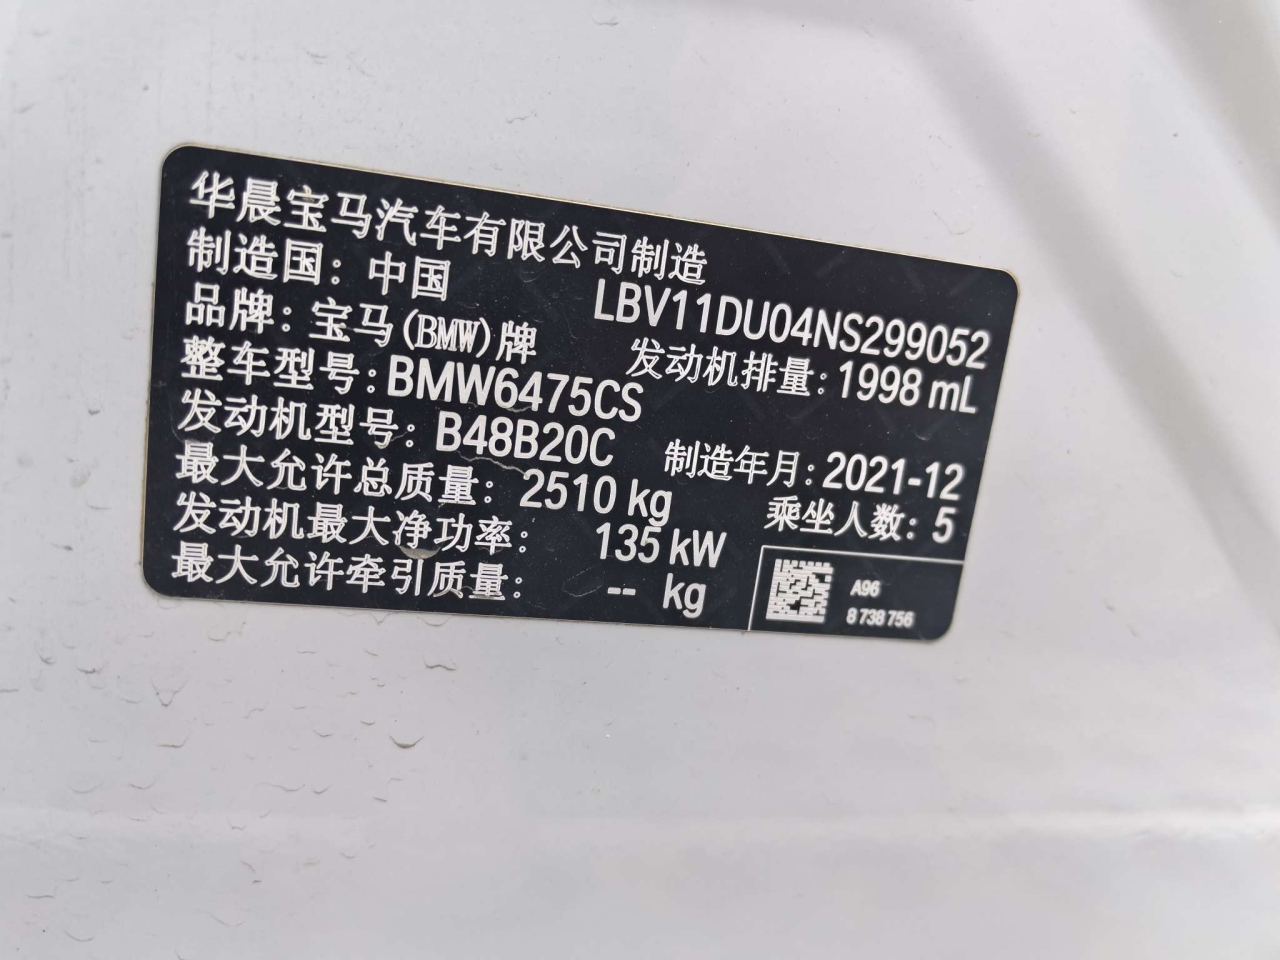 华晨宝马汽车有限公司制造
制造国：中国
LBV11DU04NS299052
品牌：宝马(BMW)牌
发动机排量：1998 mL
整车型号：BMW6475CS
发动机型号：B48B20C
制造年月：2021-12
最大允许总质量：2510 kg
乘坐人数：5
发动机最大净功率：135 kW
最大允许牵引质量：-- kg
A96
8 738 756